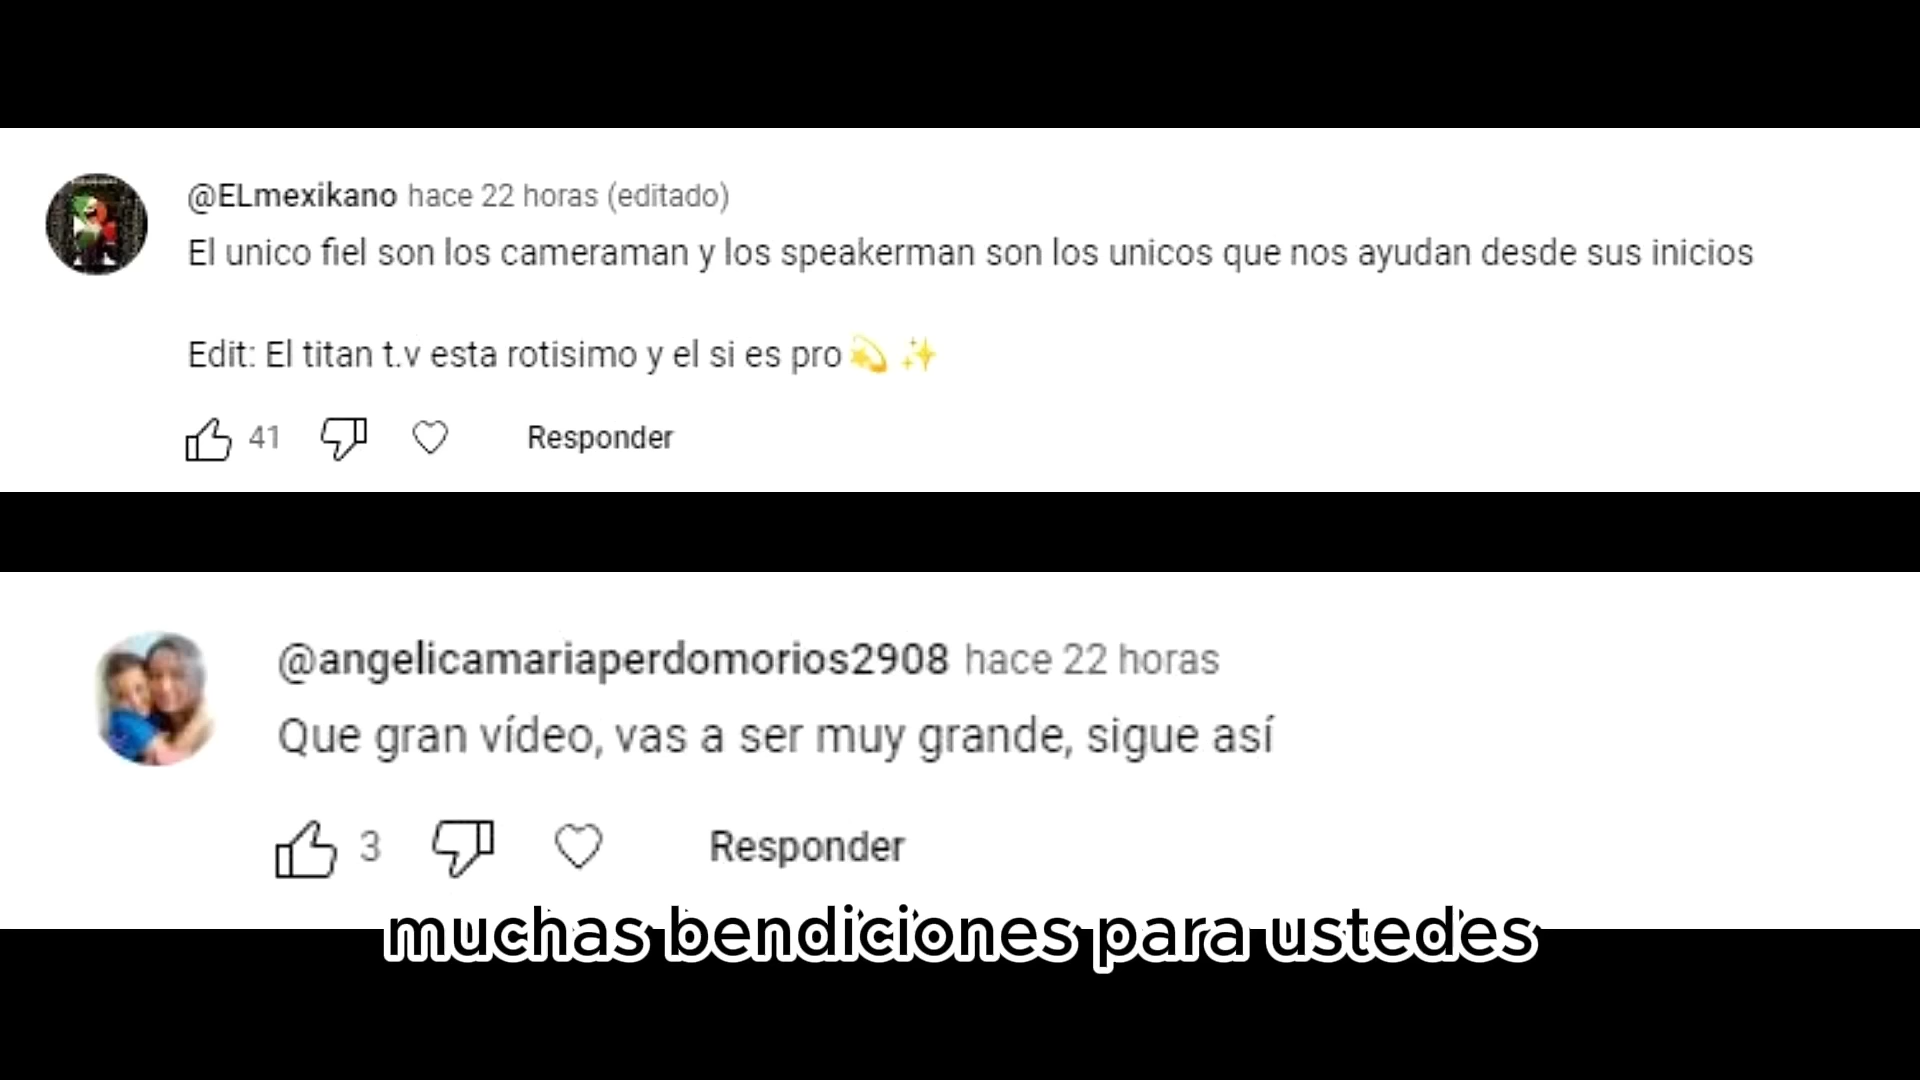 @ELmexikano hace 22 horas (editado)
El unico fiel son los cameraman y los speakerman son los unicos que nos ayudan desde sus inicios
Edit: El titan t.v esta rotisimo y el si es pro💫 ✨
41 Responder
@angelicamariaperdomorios2908 hace 22 horas
Que gran vídeo, vas a ser muy grande, sigue así
3 Responder
muchas bendiciones para ustedes